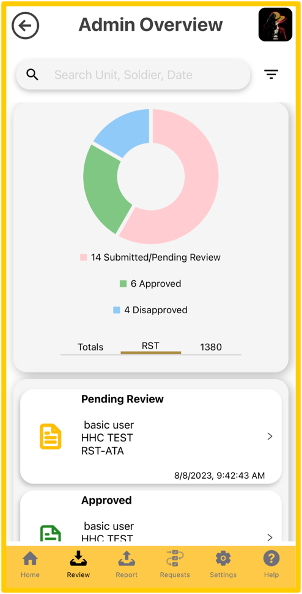 Admin Overview
Search Unit, Soldier, Date
14 Submitted/Pending Review
6 Approved
4 Disapproved
Totals RST 1380
Pending Review
basic user
HHC TEST
RST-ATA
8/8/2023, 9:42:43 AM
Approved
basic user
HHC TEST
Home Review Report Requests Settings Help